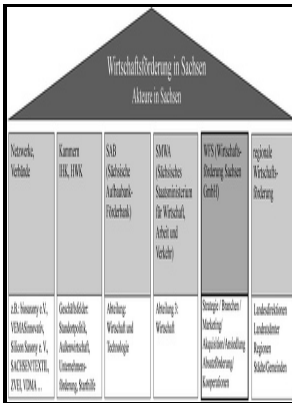 Wirtschaftsförderung in Sachsen
Akteure in Sachsen
Netzwerke,
Verbände
Kammern
IHK, HWK
SAB
(Sächsische
Aufbaubank-
Förderbank)
SMWA
(Sächsisches
Staatsministerium
für Wirtschaft,
Arbeit und
Verkehr)
WFS (Wirtschafts-
förderung Sachsen
GmbH)
regionale
Wirtschafts-
förderung
z.B.: biosaxony e.V.,
VEMASinnovativ,
Silicon Saxony e. V.,
SACHSEN!TEXTIL,
ZVEI, VDMA ...
Geschäftsfelder:
Standortpolitik,
Außenwirtschaft,
Unternehmens-
förderung, Starthilfe
Abteilung:
Wirtschaft und
Technologie
Abteilung 3:
Wirtschaft
Strategie / Branchen /
Marketing/
Akquisition/Ansiedlung
Absatzförderung/
Kooperationen
Landesdirektionen
Landratsämter
Regionen
Städte/Gemeinden